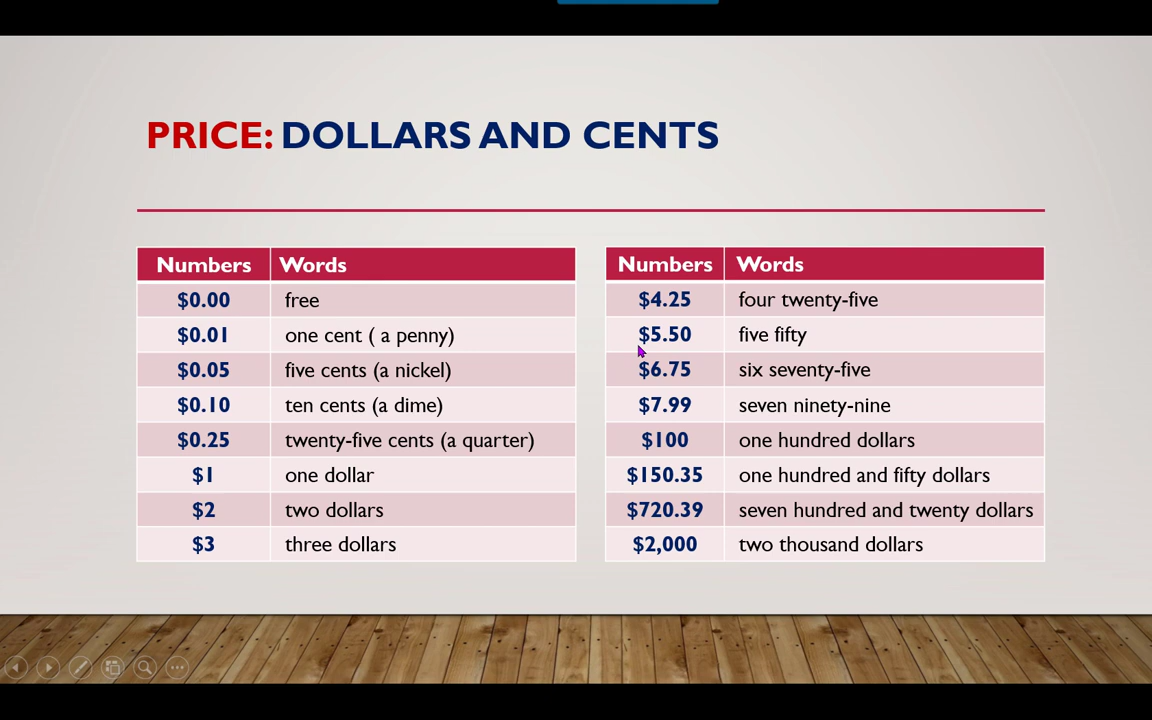 PRICE: DOLLARS AND CENTS
Numbers Words
$0.00 free
$0.01 one cent ( a penny)
$0.05 five cents (a nickel)
$0.10 ten cents (a dime)
$0.25 twenty-five cents (a quarter)
$1 one dollar
$2 two dollars
$3 three dollars
Numbers Words
$4.25 four twenty-five
$5.50 five fifty
$6.75 six seventy-five
$7.99 seven ninety-nine
$100 one hundred dollars
$150.35 one hundred and fifty dollars
$720.39 seven hundred and twenty dollars
$2,000 two thousand dollars